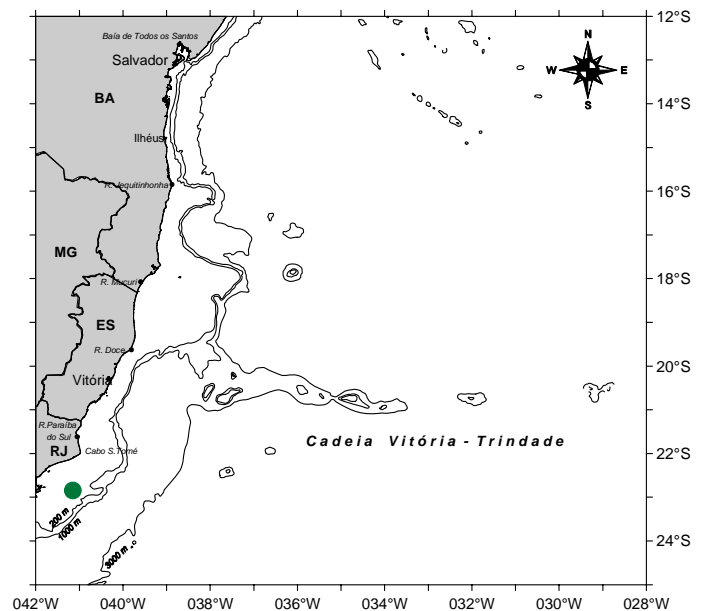 12°S
Baía de Todos os Santos
Salvador
N
W
E
S
BA
14°S
Ilhéus
R. Jequitinhonha
16°S
MG
R. Mucuri
18°S
ES
R. Doce
20°S
Vitória
R.Paraíba
do Sul
Cadeia Vitória - Trindade
RJ
Cabo S.Tomé
22°S
200 m
1000 m
3000 m
24°S
042°W
040°W
038°W
036°W
034°W
032°W
030°W
028°W